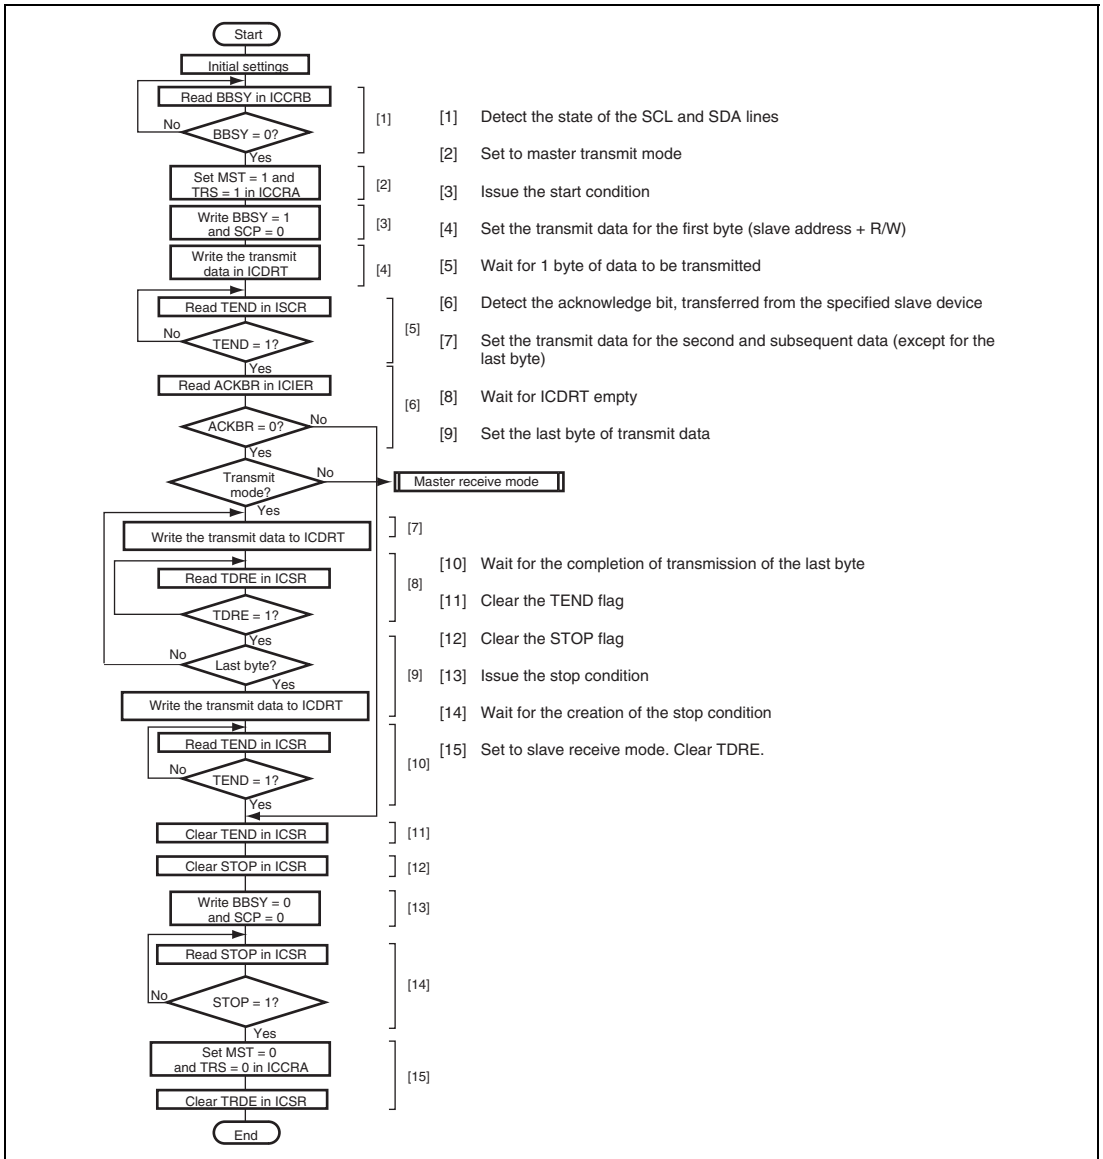 Start
Initial settings
Read BBSY in ICCRB
No
BBSY = 0?
[1]
Yes
Set MST = 1 and
TRS = 1 in ICCRA
[2]
Write BBSY = 1
and SCP = 0
[3]
Write the transmit
data in ICDRT
[4]
Read TEND in ISCR
No
TEND = 1?
[5]
Yes
Read ACKBR in ICIER
[6]
ACKBR = 0?
No
Yes
Transmit
mode?
No
Master receive mode
Yes
Write the transmit data to ICDRT
[7]
Read TDRE in ICSR
[8]
TDRE = 1?
Yes
No
Last byte?
[9]
Yes
Write the transmit data to ICDRT
Read TEND in ICSR
No
TEND = 1?
[10]
Yes
Clear TEND in ICSR
[11]
Clear STOP in ICSR
[12]
Write BBSY = 0
and SCP = 0
[13]
Read STOP in ICSR
No
STOP = 1?
[14]
Yes
Set MST = 0
and TRS = 0 in ICCRA
[15]
Clear TRDE in ICSR
End
[1] Detect the state of the SCL and SDA lines
[2] Set to master transmit mode
[3] Issue the start condition
[4] Set the transmit data for the first byte (slave address + R/W)
[5] Wait for 1 byte of data to be transmitted
[6] Detect the acknowledge bit, transferred from the specified slave device
[7] Set the transmit data for the second and subsequent data (except for the
last byte)
[8] Wait for ICDRT empty
[9] Set the last byte of transmit data
[10] Wait for the completion of transmission of the last byte
[11] Clear the TEND flag
[12] Clear the STOP flag
[13] Issue the stop condition
[14] Wait for the creation of the stop condition
[15] Set to slave receive mode. Clear TDRE.